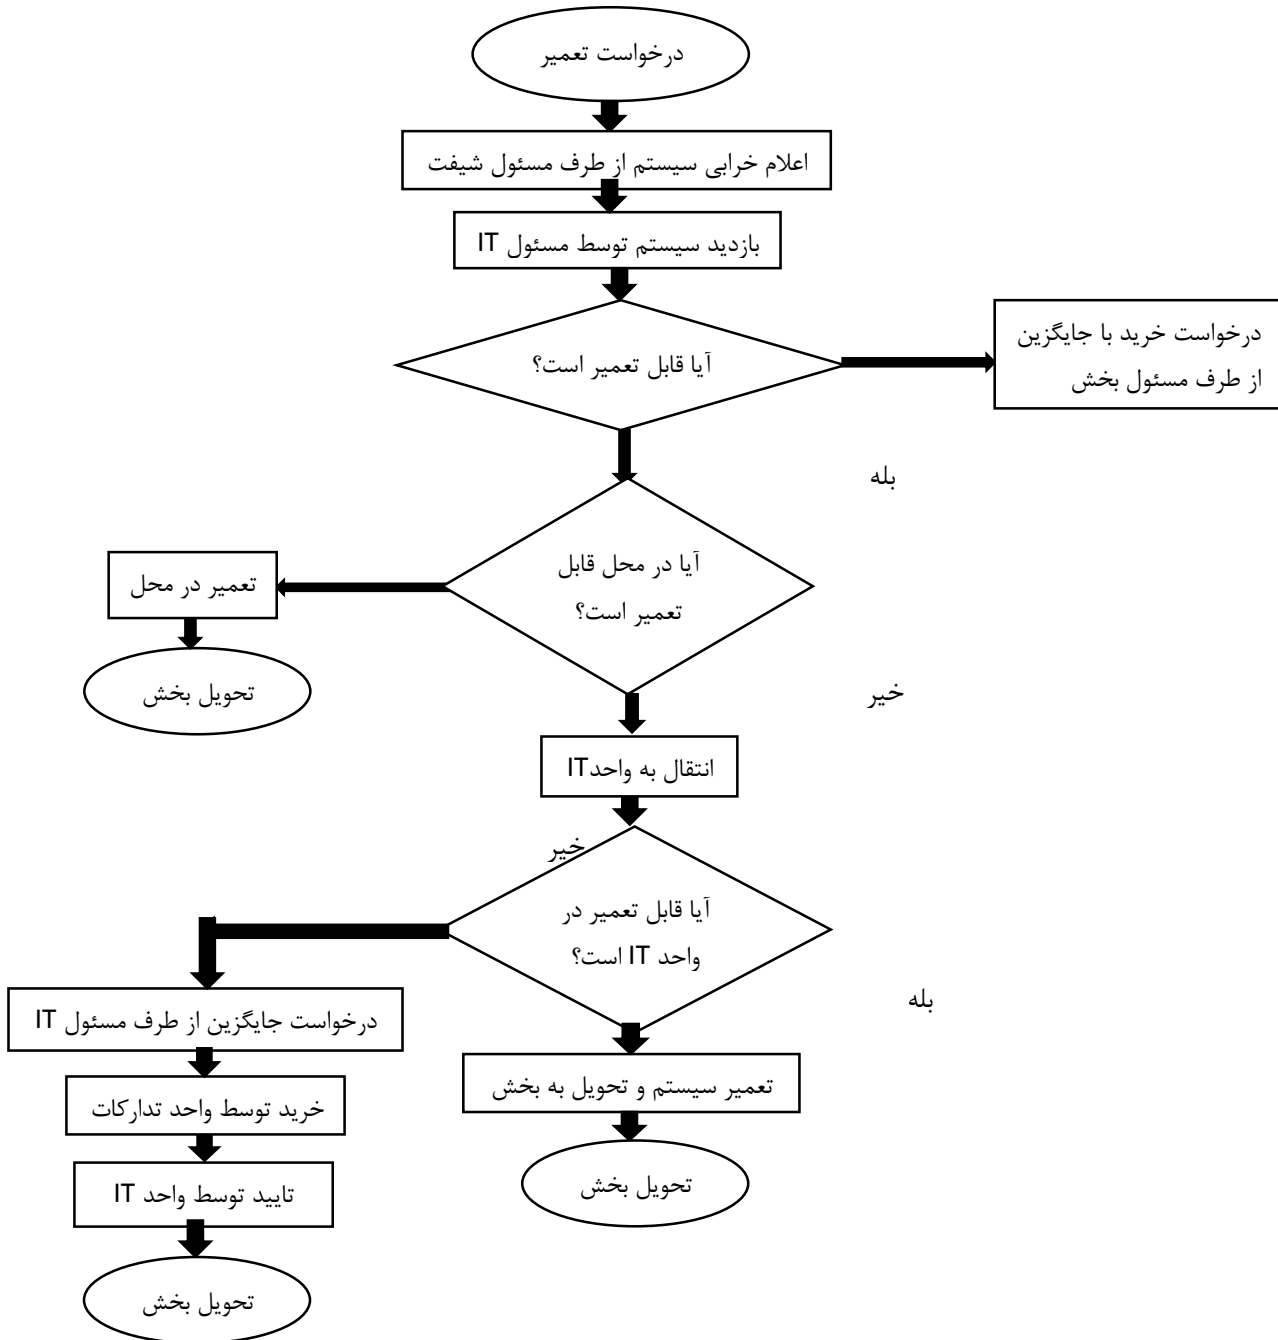 درخواست تعمیر
اعلام خرابی سیستم از طرف مسئول شیفت
بازدید سیستم توسط مسئول IT
آیا قابل تعمیر است؟
درخواست خرید با جایگزین
از طرف مسئول بخش
بله
آیا در محل قابل
تعمیر است؟
تعمیر در محل
تحویل بخش
خیر
انتقال به واحدIT
خیر
آیا قابل تعمیر در
واحد IT است؟
بله
درخواست جایگزین از طرف مسئول IT
تعمیر سیستم و تحویل به بخش
خرید توسط واحد تدارکات
تحویل بخش
تایید توسط واحد IT
تحویل بخش